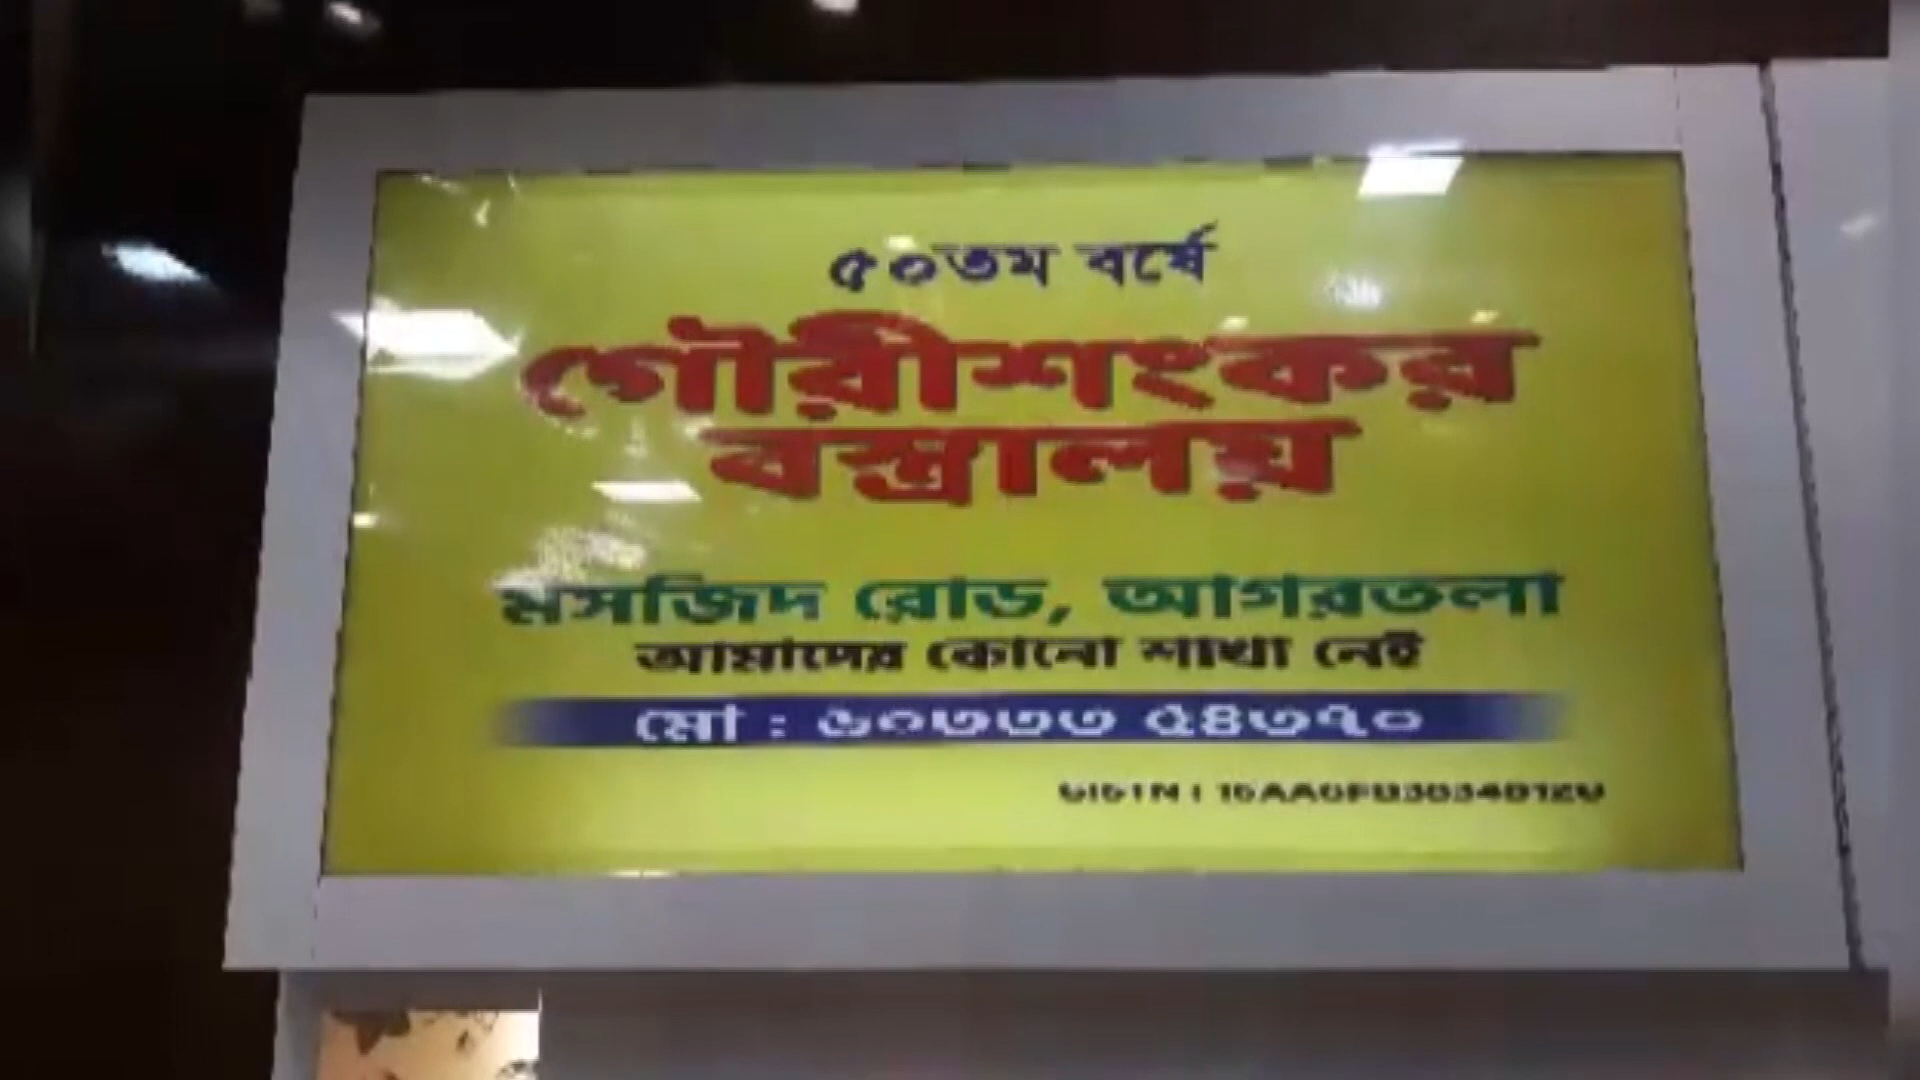 ৫০তম বর্ষে
গৌরীশংকর
বস্ত্রালয়
মসজিদ রোড, আগরতলা
আমাদের কোনো শাখা নেই
মো : ৬০৩৩৩ ৫৪৩৭০